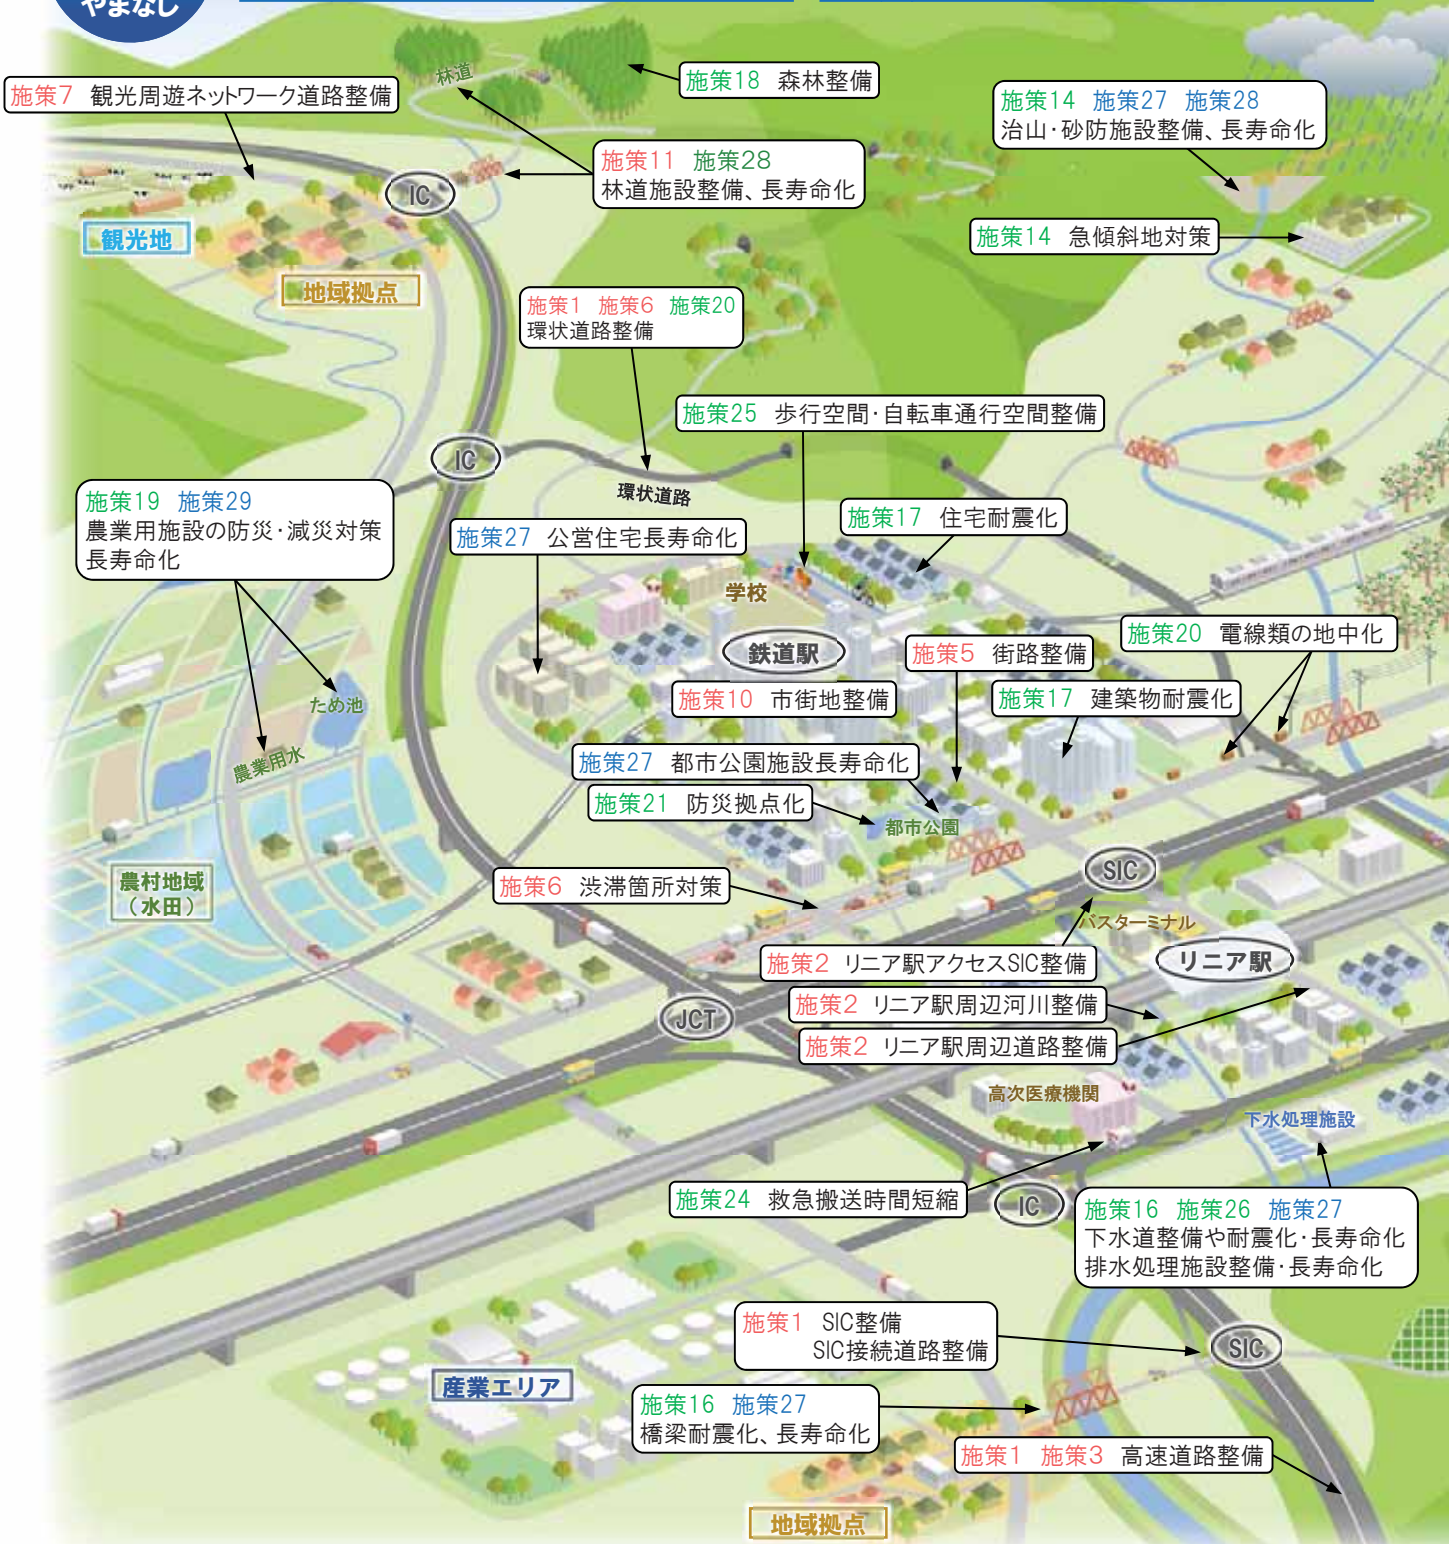 やまなし
林道
施策18 森林整備
施策7 観光周遊ネットワーク道路整備
施策14 施策27 施策28
治山・砂防施設整備、長寿命化
施策11 施策28
林道施設整備、長寿命化
IC
観光地
施策14 急傾斜地対策
地域拠点
施策1 施策6 施策20
環状道路整備
施策25 歩行空間・自転車通行空間整備
IC
環状道路
施策19 施策29
農業用施設の防災・減災対策
長寿命化
施策17 住宅耐震化
施策27 公営住宅長寿命化
学校
鉄道駅
施策5 街路整備
施策20 電線類の地中化
施策10 市街地整備
施策17 建築物耐震化
ため池
農業用水
施策27 都市公園施設長寿命化
施策21 防災拠点化
都市公園
農村地域
（水田）
施策6 渋滞箇所対策
SIC
バスターミナル
施策2 リニア駅アクセスSIC整備
リニア駅
施策2 リニア駅周辺河川整備
JCT
施策2 リニア駅周辺道路整備
高次医療機関
下水処理施設
施策24 救急搬送時間短縮
IC
施策16 施策26 施策27
下水道整備や耐震化・長寿命化
排水処理施設整備・長寿命化
施策1 SIC整備
SIC接続道路整備
SIC
産業エリア
施策16 施策27
橋梁耐震化、長寿命化
施策1 施策3 高速道路整備
地域拠点